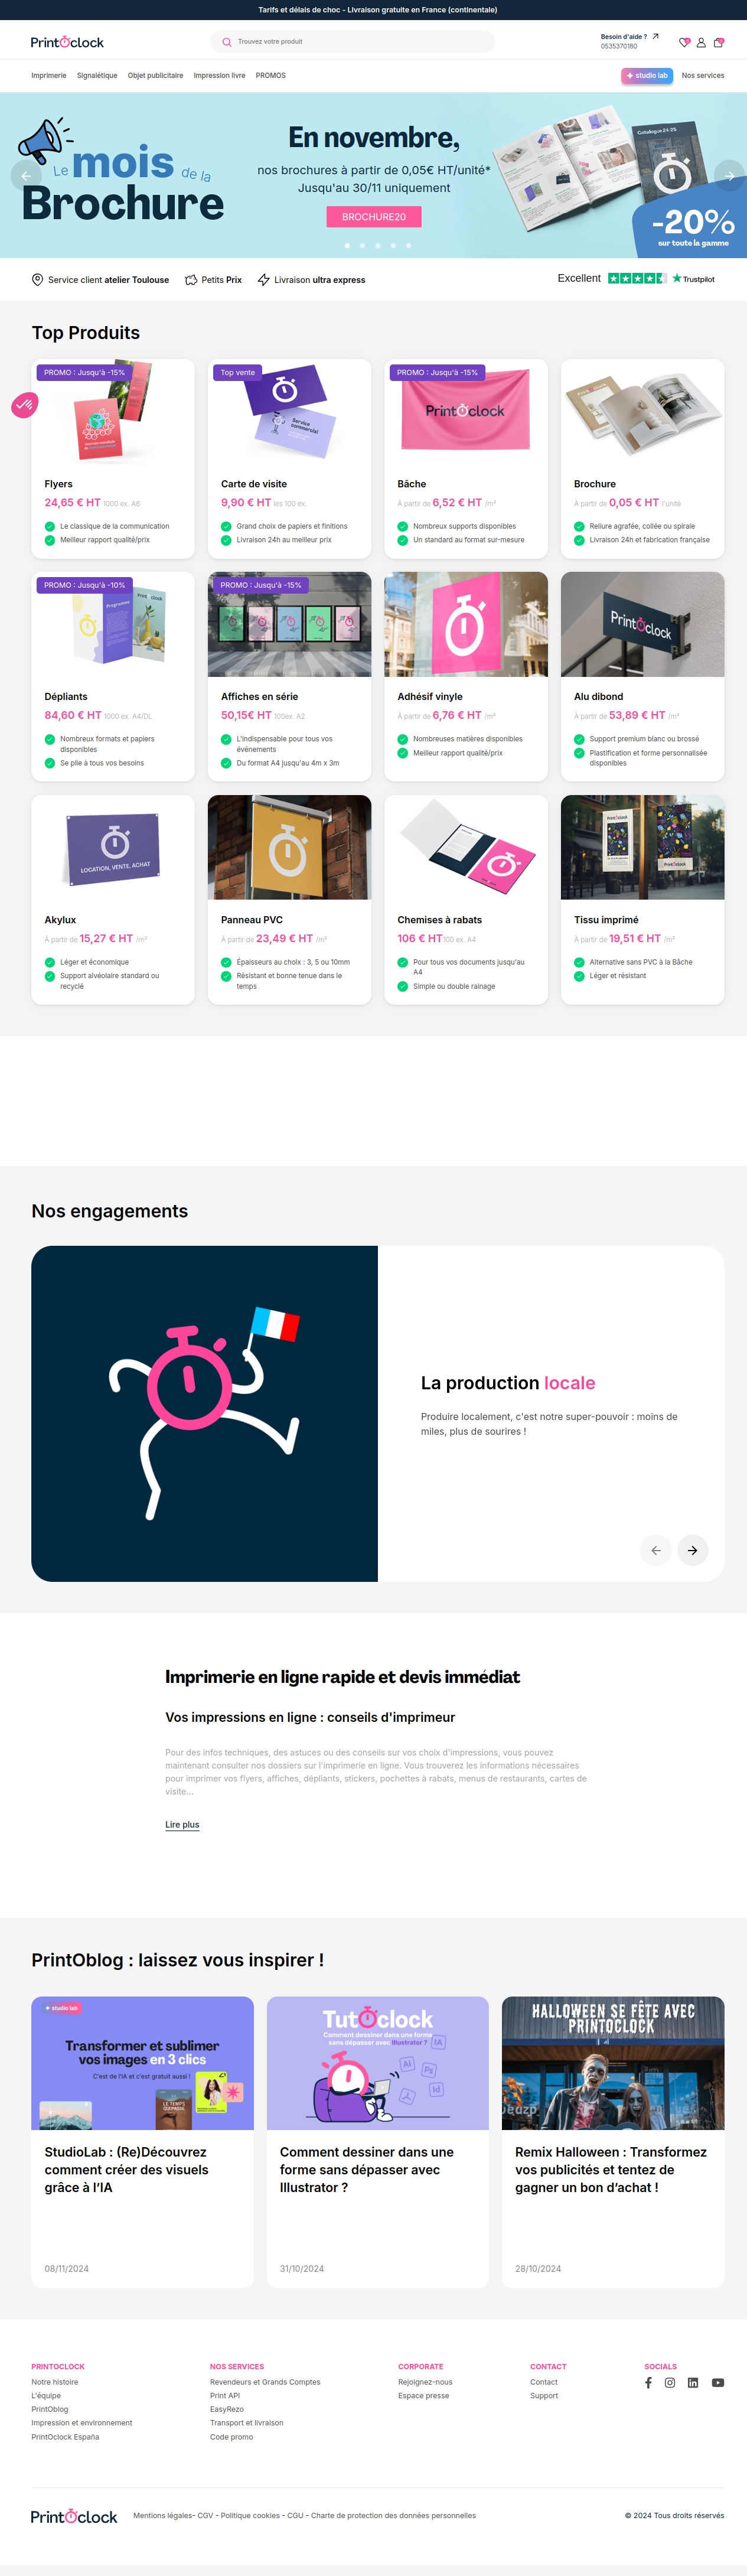 Tarifs et délais de choc - Livraison gratuite en France (continentale)
Printoclock
Trouvez votre produit
Besoin d'aide ?
0535370180
Imprimerie Signalétique Objet publicitaire Impression livre PROMOS
studio lab Nos services
Le mois de la
Brochure
En novembre,
nos brochures à partir de 0,05€ HT/unité*
Jusqu'au 30/11 uniquement
BROCHURE20
Catalogue 24/25
-20%
sur toute la gamme
Service client atelier Toulouse
Petits Prix
Livraison ultra express
Excellent
Trustpilot
Top Produits
PROMO : Jusqu'à -15%
Flyers
24,65 € HT 1000 ex. A6
Le classique de la communication
Meilleur rapport qualité/prix
Top vente
Service commercial
Carte de visite
9,90 € HT les 100 ex.
Grand choix de papiers et finitions
Livraison 24h au meilleur prix
PROMO : Jusqu'à -15%
Printoclock
Bâche
À partir de 6,52 € HT /m²
Nombreux supports disponibles
Un standard au format sur-mesure
Brochure
À partir de 0,05 € HT l'unité
Reliure agrafée, collée ou spirale
Livraison 24h et fabrication française
PROMO : Jusqu'à -10%
Programme
Printoclock
Dépliants
84,60 € HT 1000 ex. A4/DL
Nombreux formats et papiers
disponibles
Se plie à tous vos besoins
PROMO : Jusqu'à -15%
Affiches en série
50,15€ HT 100ex. A2
L'indispensable pour tous vos
événements
Du format A4 jusqu'au 4m x 3m
Adhésif vinyle
À partir de 6,76 € HT /m²
Nombreuses matières disponibles
Meilleur rapport qualité/prix
Printoclock
Alu dibond
À partir de 53,89 € HT /m²
Support premium blanc ou brossé
Plastification et forme personnalisée
disponibles
LOCATION, VENTE, ACHAT
Akylux
À partir de 15,27 € HT /m²
Léger et économique
Support alvéolaire standard ou
recyclé
Panneau PVC
À partir de 23,49 € HT /m²
Épaisseurs au choix : 3, 5 ou 10mm
Résistant et bonne tenue dans le
temps
Chemises à rabats
106 € HT100 ex. A4
Pour tous vos documents jusqu'au
A4
Simple ou double rainage
Printoclock
Tissu imprimé
À partir de 19,51 € HT /m²
Alternative sans PVC à la Bâche
Léger et résistant
Nos engagements
La production locale
Produire localement, c'est notre super-pouvoir : moins de
miles, plus de sourires !
Imprimerie en ligne rapide et devis immédiat
Vos impressions en ligne : conseils d'imprimeur
Pour des infos techniques, des astuces ou des conseils sur vos choix d'impressions, vous pouvez
maintenant consulter nos dossiers sur l'imprimerie en ligne. Vous trouverez les informations nécessaires
pour imprimer vos flyers, affiches, dépliants, stickers, pochettes à rabats, menus de restaurants, cartes de
visite...
Lire plus
PrintOblog : laissez vous inspirer !
studio lab
Transformer et sublimer
vos images en 3 clics
C'est de l'IA et c'est gratuit aussi !
LE TEMPS
StudioLab : (Re)Découvrez
comment créer des visuels
grâce à l’IA
08/11/2024
Tutoclock
Comment dessiner dans une forme
sans dépasser avec Illustrator ?
Ai
Ps
Id
Comment dessiner dans une
forme sans dépasser avec
Illustrator ?
31/10/2024
HALLOWEEN SE FÊTE AVEC
PRINTOCLOCK
Remix Halloween : Transformez
vos publicités et tentez de
gagner un bon d’achat !
28/10/2024
PRINTOCLOCK
Notre histoire
L'équipe
PrintOblog
Impression et environnement
PrintOclock España
NOS SERVICES
Revendeurs et Grands Comptes
Print API
EasyRezo
Transport et livraison
Code promo
CORPORATE
Rejoignez-nous
Espace presse
CONTACT
Contact
Support
SOCIALS
Printoclock
Mentions légales- CGV - Politique cookies - CGU - Charte de protection des données personnelles
© 2024 Tous droits réservés